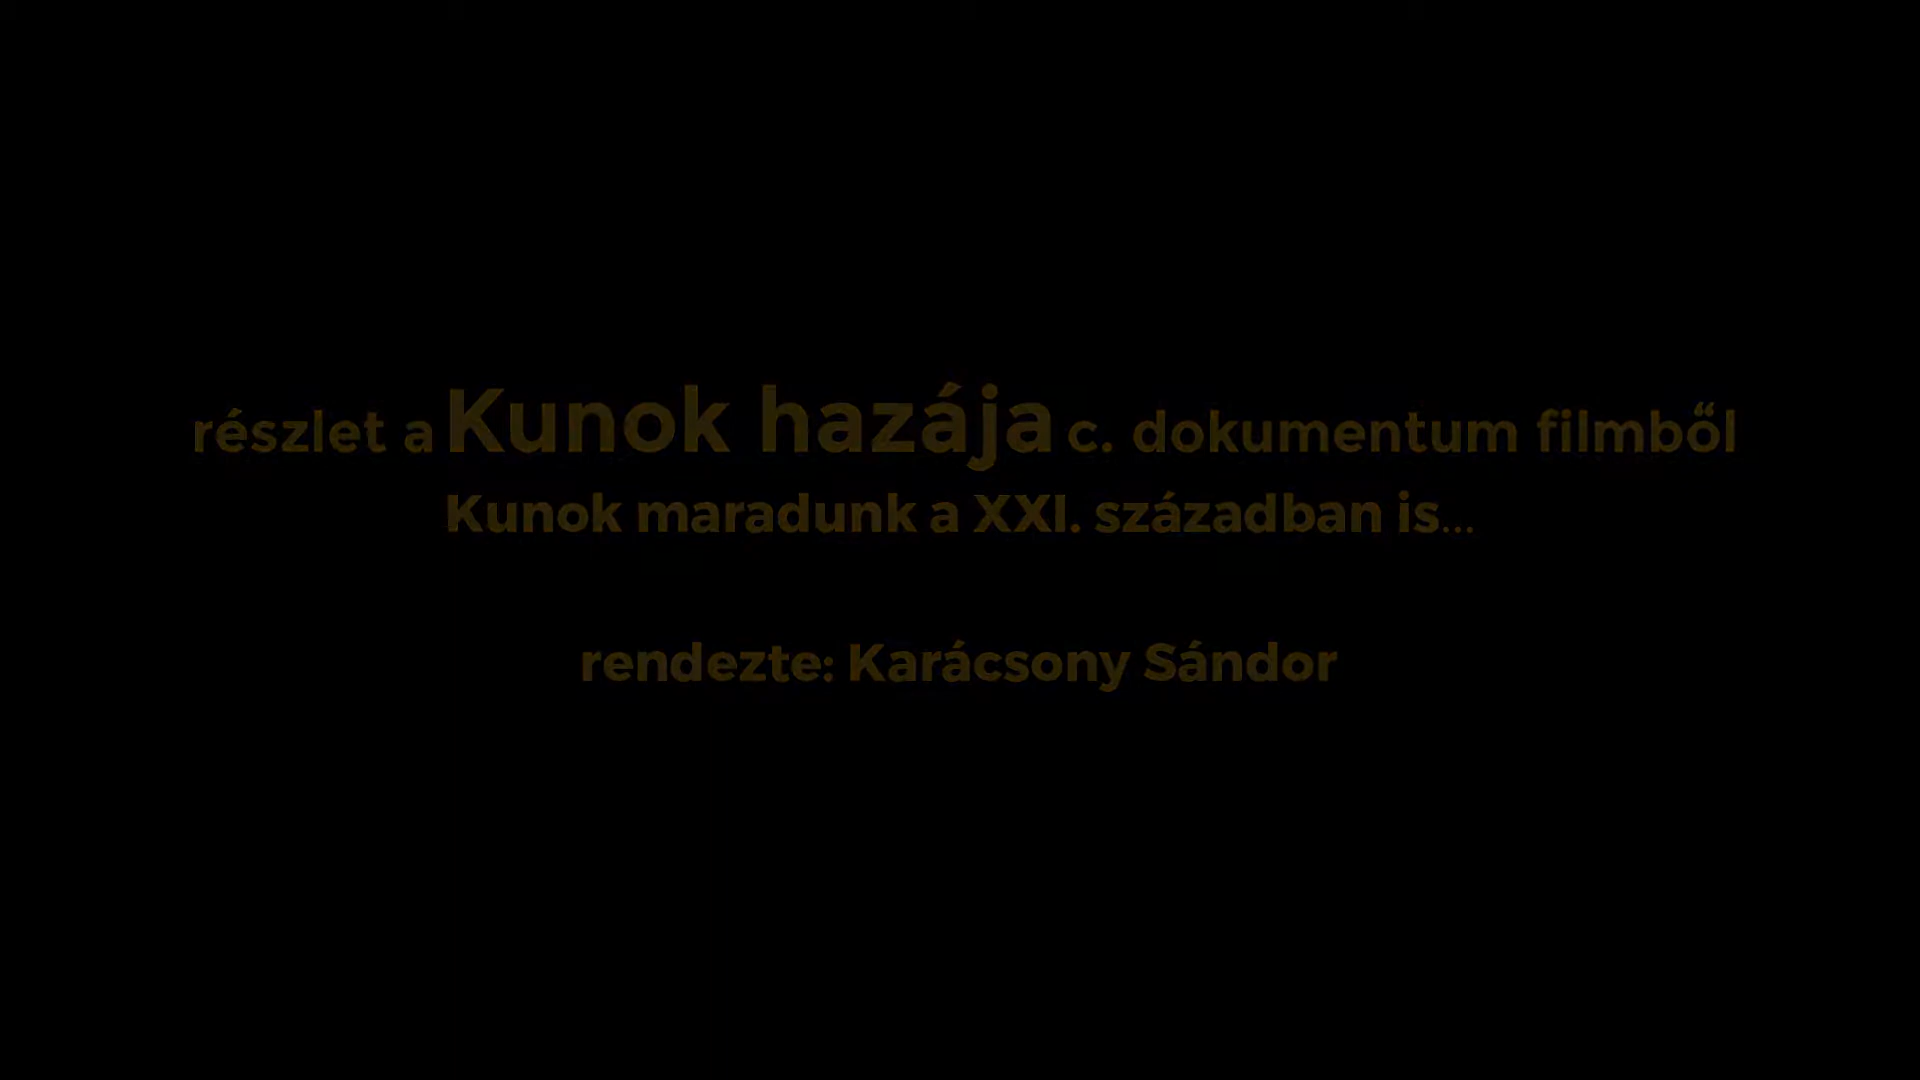 részlet a Kunok hazája c. dokumentum filmből
Kunok maradunk a XXI. században is...
rendezte: Karácsony Sándor